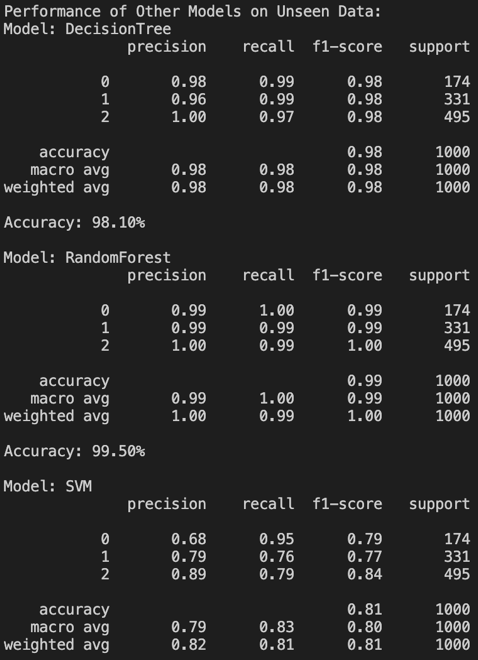 Performance of Other Models on Unseen Data:
Model: DecisionTree
precision recall f1-score support
0 0.98 0.99 0.98 174
1 0.96 0.99 0.98 331
2 1.00 0.97 0.98 495
accuracy 0.98 1000
macro avg 0.98 0.98 0.98 1000
weighted avg 0.98 0.98 0.98 1000
Accuracy: 98.10%
Model: RandomForest
precision recall f1-score support
0 0.99 1.00 0.99 174
1 0.99 0.99 0.99 331
2 1.00 0.99 1.00 495
accuracy 0.99 1000
macro avg 0.99 1.00 0.99 1000
weighted avg 1.00 0.99 1.00 1000
Accuracy: 99.50%
Model: SVM
precision recall f1-score support
0 0.68 0.95 0.79 174
1 0.79 0.76 0.77 331
2 0.89 0.79 0.84 495
accuracy 0.81 1000
macro avg 0.79 0.83 0.80 1000
weighted avg 0.82 0.81 0.81 1000